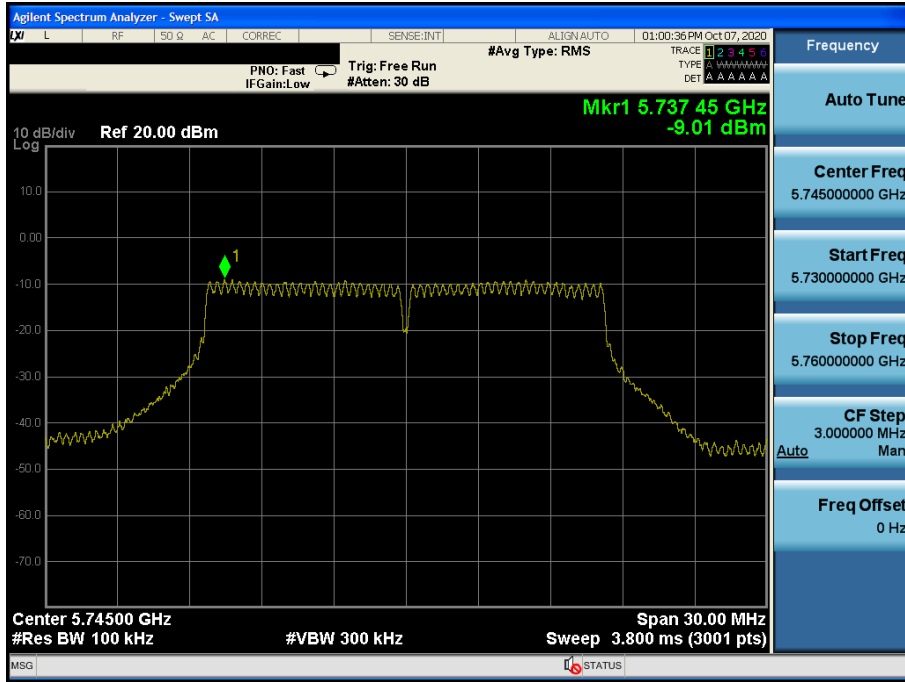 Agilent Spectrum Analyzer - Swept SA
LXI L RF 50 Ω AC CORREC SENSE:INT ALIGN AUTO 01:00:36 PM Oct 07, 2020
#Avg Type: RMS TRACE 1 2 3 4 5 6
PNO: Fast Trig: Free Run TYPE A WWWWW
IFGain:Low #Atten: 30 dB DET A A A A A A
Frequency
Mkr1 5.737 45 GHz
-9.01 dBm
10 dB/div Ref 20.00 dBm
Log
10.0
0.00
-10.0
-20.0
-30.0
-40.0
-50.0
-60.0
-70.0
1
Center 5.74500 GHz Span 30.00 MHz
#Res BW 100 kHz #VBW 300 kHz Sweep 3.800 ms (3001 pts)
MSG STATUS
Auto Tune
Center Freq
5.745000000 GHz
Start Freq
5.730000000 GHz
Stop Freq
5.760000000 GHz
CF Step
3.000000 MHz
Auto Man
Freq Offset
0 Hz